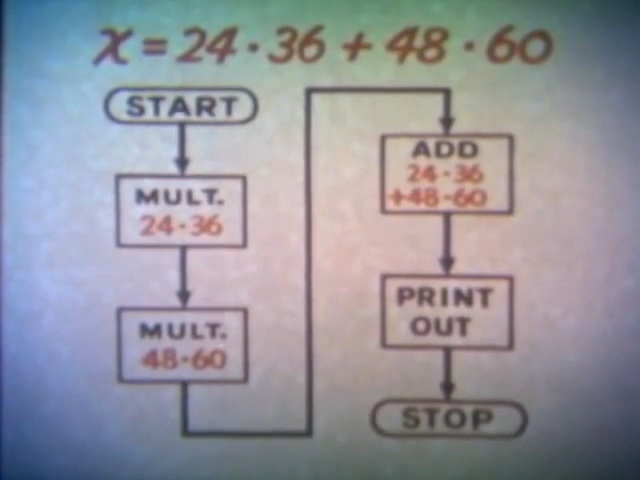 x = 24 · 36 + 48 · 60
START
MULT.
24·36
MULT.
48·60
ADD
24·36
+48·60
PRINT
OUT
STOP